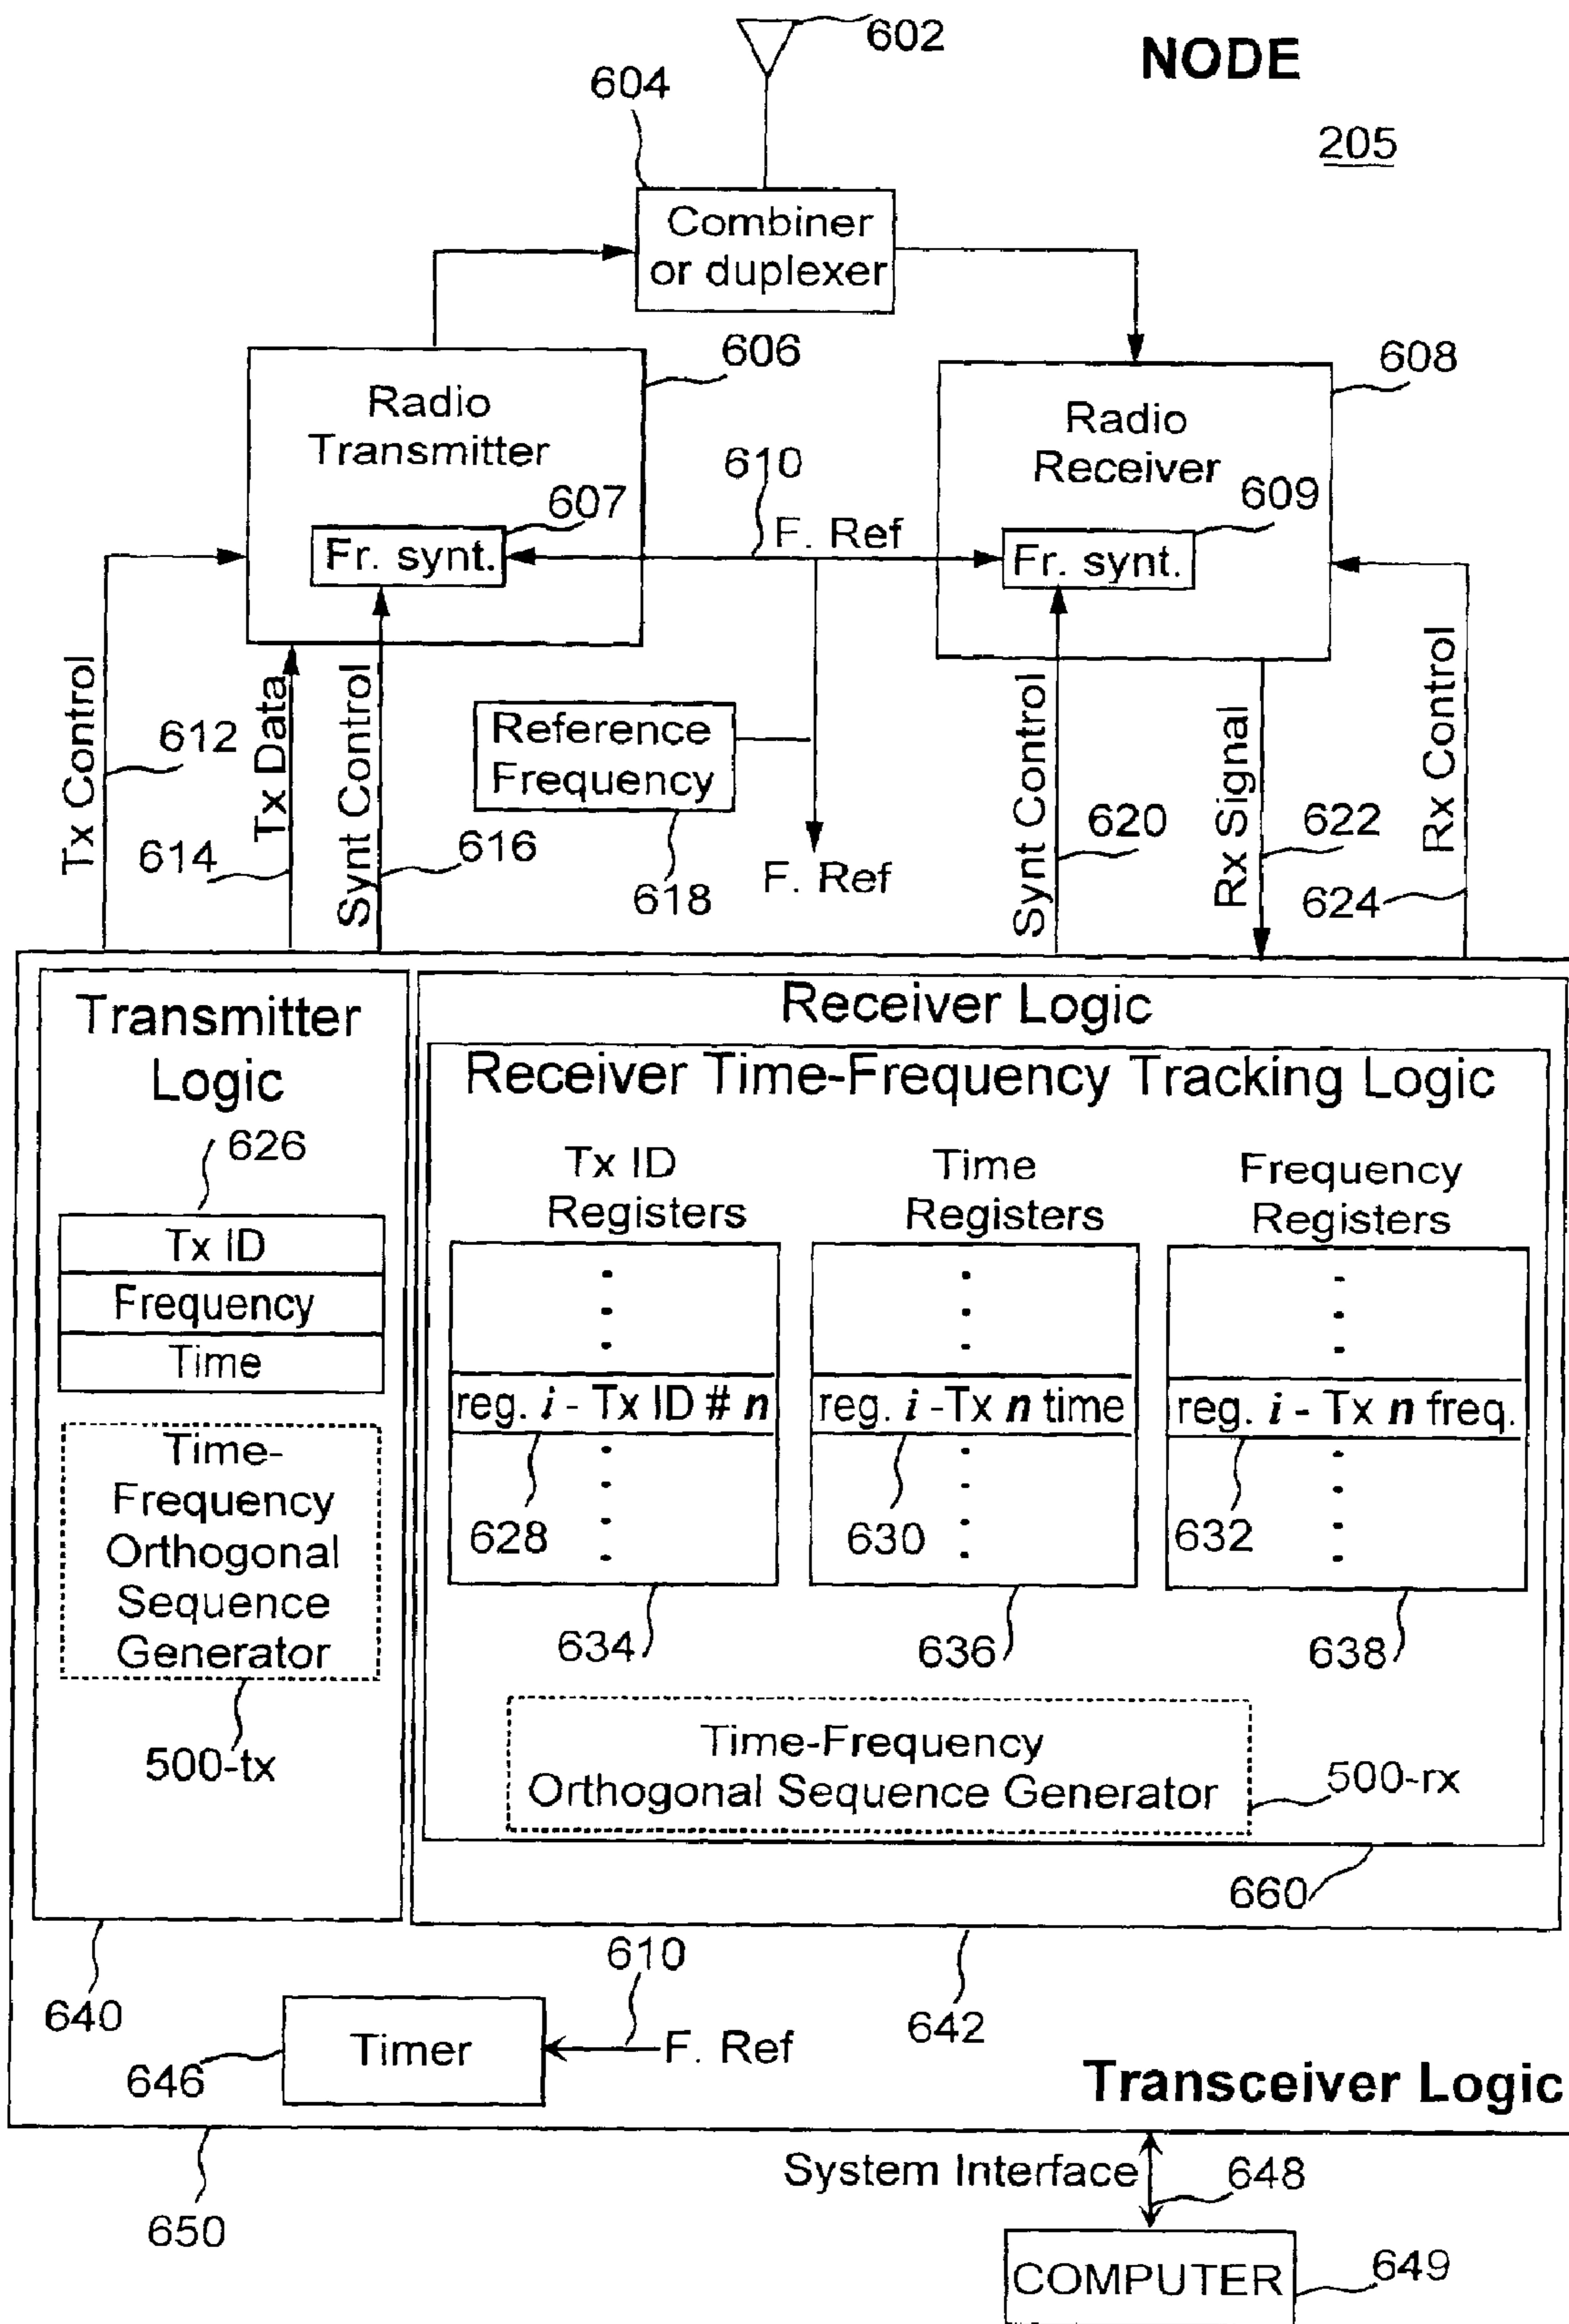 602
NODE
604
205
Combiner
or duplexer
606
608
Radio
Transmitter
Radio
Receiver
610
607
609
F. Ref
Fr. synt.
Fr. synt.
Tx Control
612
Tx Data
614
Synt Control
616
Reference
Frequency
618
F. Ref
Synt Control
620
Rx Signal
622
Rx Control
624
Transmitter
Logic
626
Tx ID
Frequency
Time
Time-
Frequency
Orthogonal
Sequence
Generator
500-tx
Receiver Logic
Receiver Time-Frequency Tracking Logic
Tx ID
Registers
Time
Registers
Frequency
Registers
reg. i - Tx ID # n
reg. i -Tx n time
reg. i - Tx n freq.
628
630
632
634
636
638
Time-Frequency
Orthogonal Sequence Generator
500-rx
660
640
610
642
Timer
F. Ref
646
Transceiver Logic
System Interface
648
650
COMPUTER
649